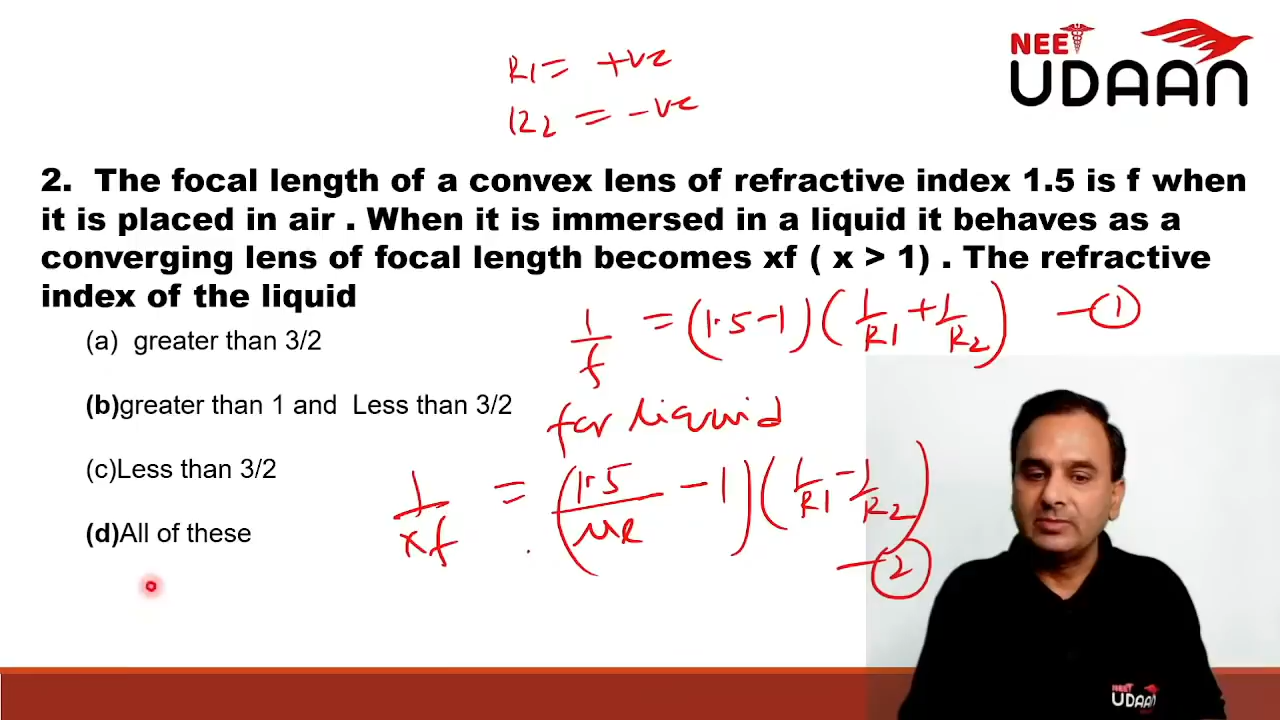 NEET
UDAAN
R1 = +ve
R2 = -ve
2. The focal length of a convex lens of refractive index 1.5 is f when
it is placed in air . When it is immersed in a liquid it behaves as a
converging lens of focal length becomes xf ( x > 1) . The refractive
index of the liquid
(a) greater than 3/2
(b)greater than 1 and Less than 3/2
(c)Less than 3/2
(d)All of these
1/f = (1.5-1)(1/R1 + 1/R2) —①
for liquid
1/xf = (1.5/μR - 1)(1/R1 - 1/R2)
—②
NEET
UDAAN